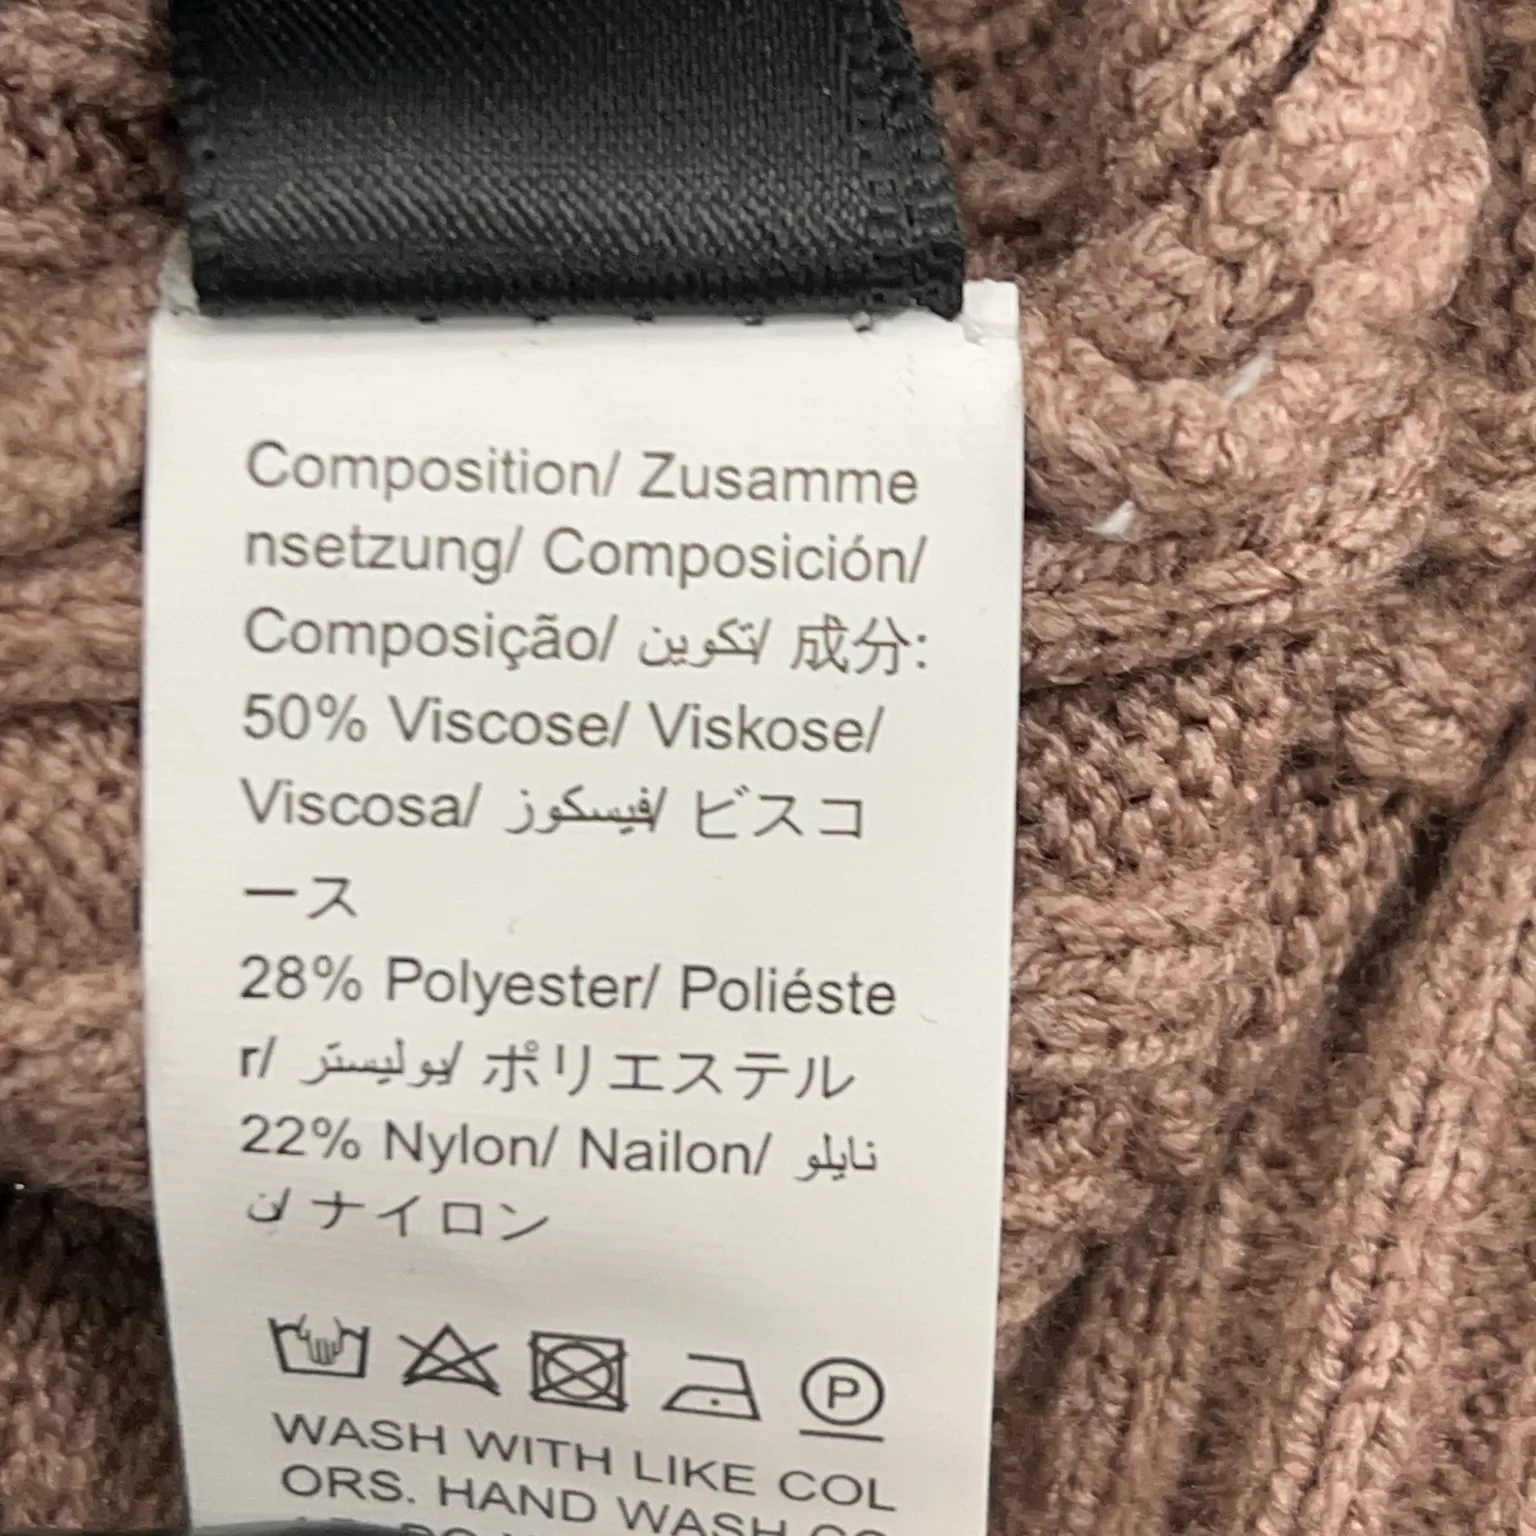 Composition/ Zusamme
nsetzung/ Composición/
Composição/ تكوين/ 成分:
50% Viscose/ Viskose/
Viscosa/ فيسكوز/ ビスコ
ース
28% Polyester/ Poliéste
r/ بوليستر/ ポリエステル
22% Nylon/ Nailon/ نايلو
ن/ ナイロン
P
WASH WITH LIKE COL
ORS. HAND WASH CO